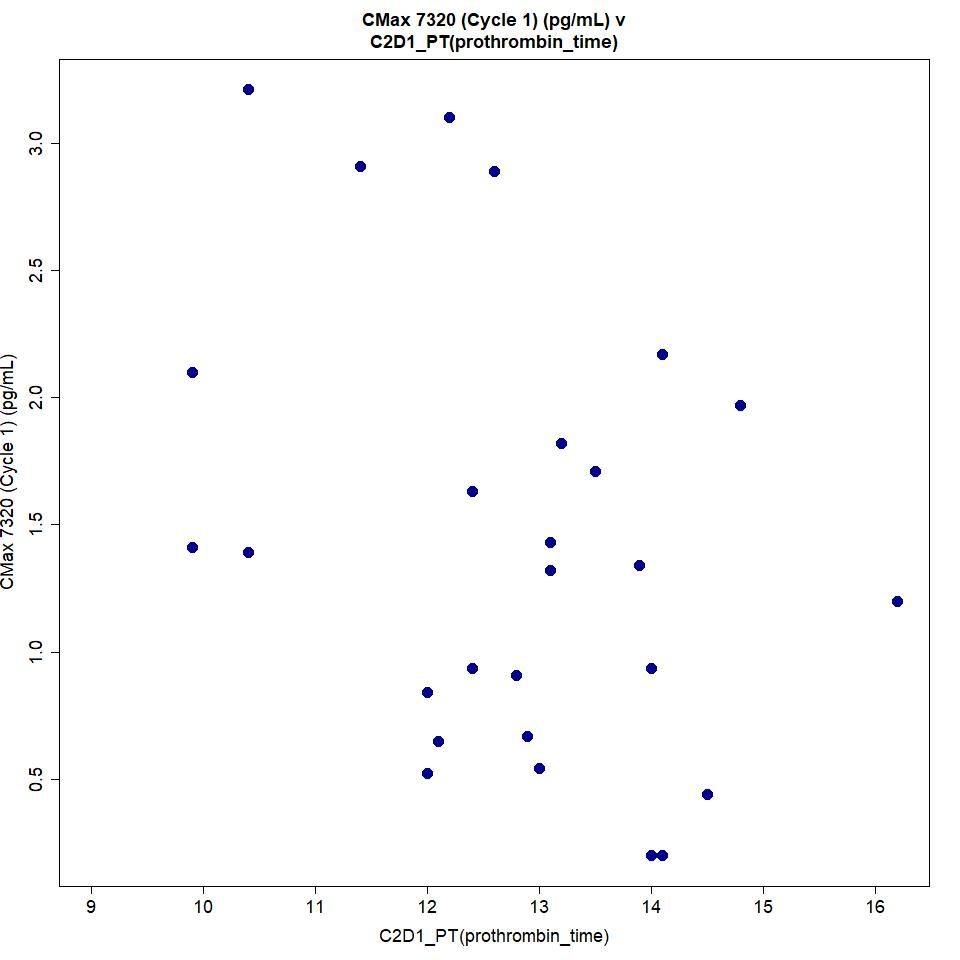 CMax 7320 (Cycle 1) (pg/mL) v
C2D1_PT(prothrombin_time)
CMax 7320 (Cycle 1) (pg/mL)
3.0
2.5
2.0
1.5
1.0
0.5
9 10 11 12 13 14 15 16
C2D1_PT(prothrombin_time)